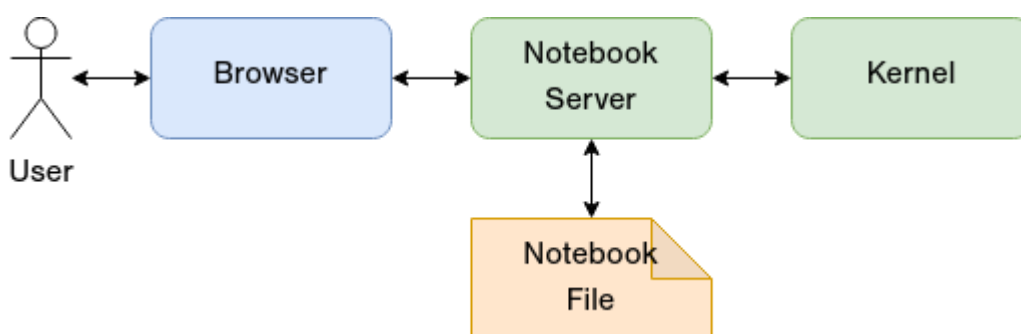 Browser
Notebook
Server
Kernel
User
Notebook
File